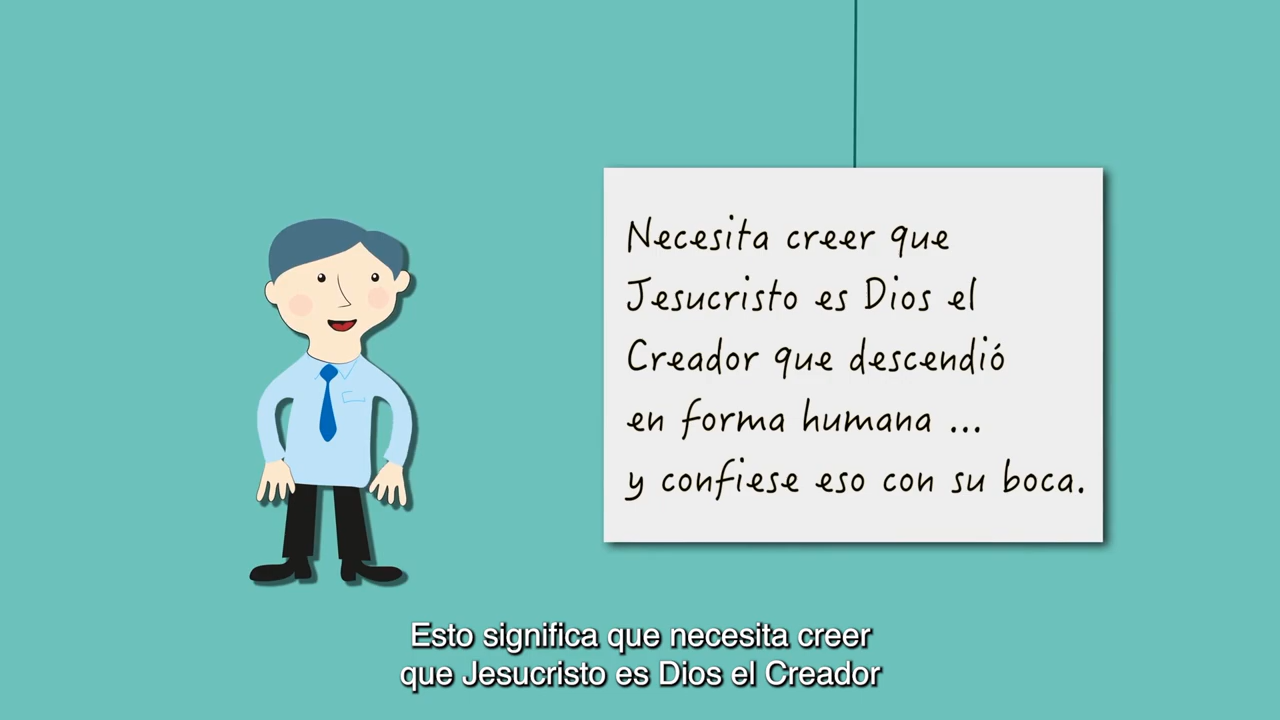 Necesita creer que
Jesucristo es Dios el
Creador que descendió
en forma humana ...
y confiese eso con su boca.
Esto significa que necesita creer
que Jesucristo es Dios el Creador